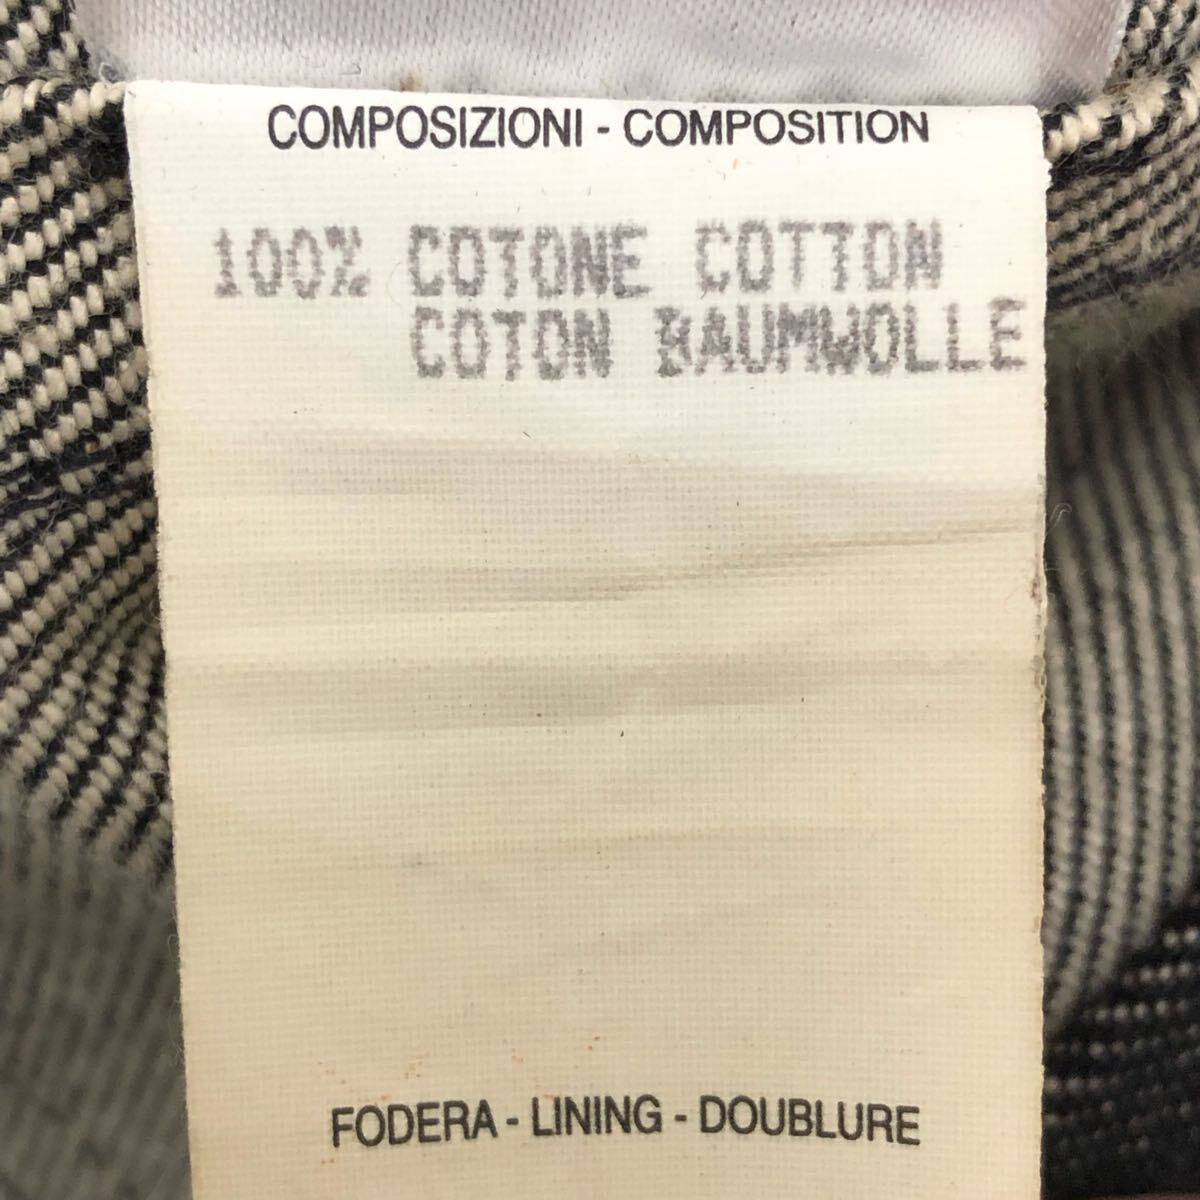 COMPOSIZIONI - COMPOSITION
100% COTONE COTTON
COTON BAUMWOLLE
FODERA - LINING - DOUBLURE